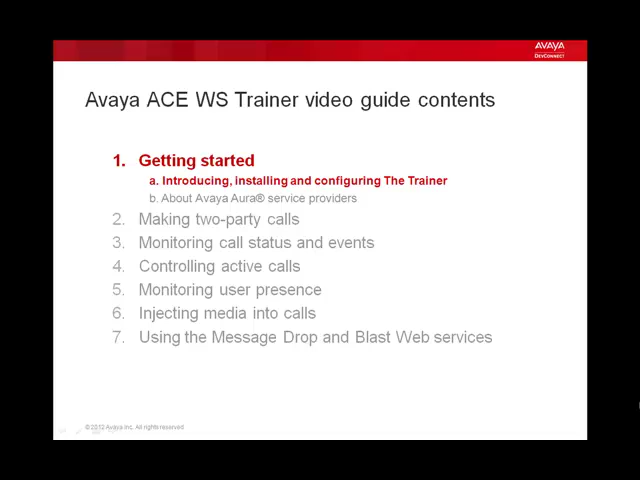 AVAYA
DEVCONNECT
Avaya ACE WS Trainer video guide contents
1. Getting started
a. Introducing, installing and configuring The Trainer
b. About Avaya Aura® service providers
2. Making two-party calls
3. Monitoring call status and events
4. Controlling active calls
5. Monitoring user presence
6. Injecting media into calls
7. Using the Message Drop and Blast Web services
© 2012 Avaya Inc. All rights reserved